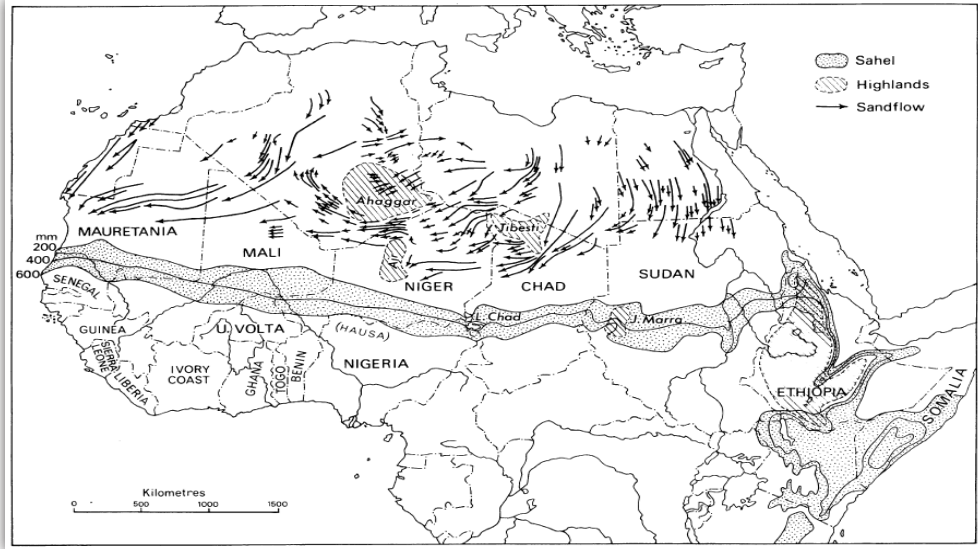 Sahel
Highlands
Sandflow
Ahaggar
Tibesti
MAURETANIA
MALI
NIGER
CHAD
SUDAN
mm
200
400
600
SENEGAL
GUINEA
SIERRA
LEONE
LIBERIA
IVORY
COAST
U. VOLTA
GHANA
TOGO
BENIN
(HAUSA)
NIGERIA
L. Chad
J. Marra
ETHIOPIA
SOMALIA
Kilometres
0 500 1000 1500